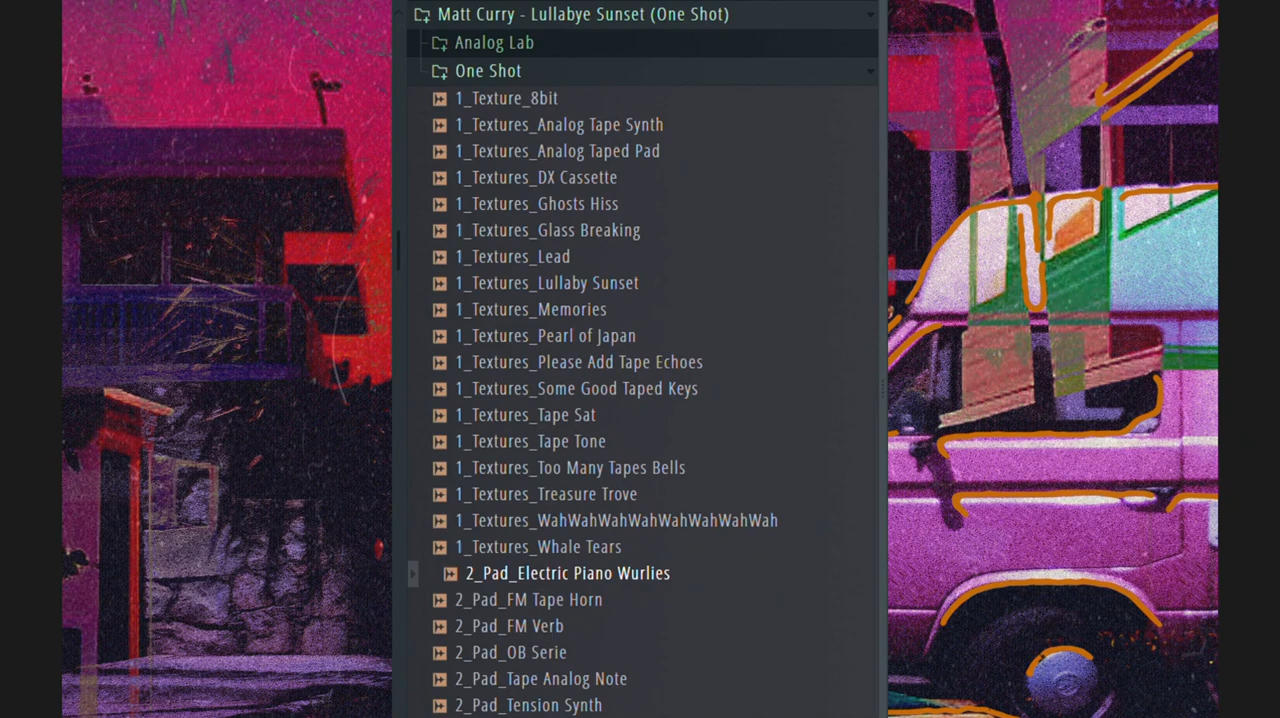 Matt Curry - Lullabye Sunset (One Shot)
Analog Lab
One Shot
1_Texture_8bit
1_Textures_Analog Tape Synth
1_Textures_Analog Taped Pad
1_Textures_DX Cassette
1_Textures_Ghosts Hiss
1_Textures_Glass Breaking
1_Textures_Lead
1_Textures_Lullaby Sunset
1_Textures_Memories
1_Textures_Pearl of Japan
1_Textures_Please Add Tape Echoes
1_Textures_Some Good Taped Keys
1_Textures_Tape Sat
1_Textures_Tape Tone
1_Textures_Too Many Tapes Bells
1_Textures_Treasure Trove
1_Textures_WahWahWahWahWahWahWahWah
1_Textures_Whale Tears
2_Pad_Electric Piano Wurlies
2_Pad_FM Tape Horn
2_Pad_FM Verb
2_Pad_OB Serie
2_Pad_Tape Analog Note
2_Pad_Tension Synth